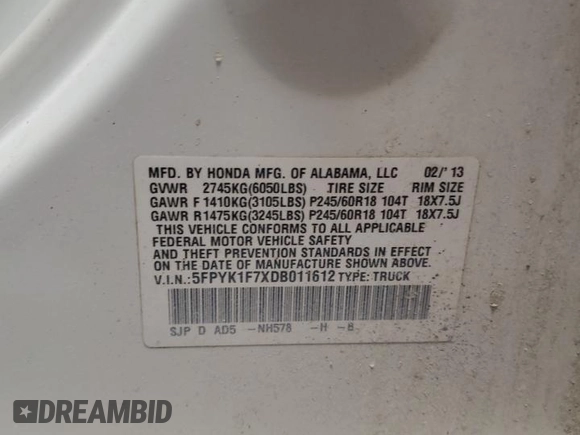 MFD. BY HONDA MFG. OF ALABAMA, LLC 02/'13
GVWR 2745KG(6050LBS) TIRE SIZE RIM SIZE
GAWR F 1410KG(3105LBS) P245/60R18 104T 18X7.5J
GAWR R1475KG(3245LBS) P245/60R18 104T 18X7.5J
THIS VEHICLE CONFORMS TO ALL APPLICABLE
FEDERAL MOTOR VEHICLE SAFETY
AND THEFT PREVENTION STANDARDS IN EFFECT
ON THE DATE OF MANUFACTURE SHOWN ABOVE.
V.I.N.:5FPYK1F7XDB011612 TYPE: TRUCK
SJP D AD5 -NH578 -H -B
DREAMBID